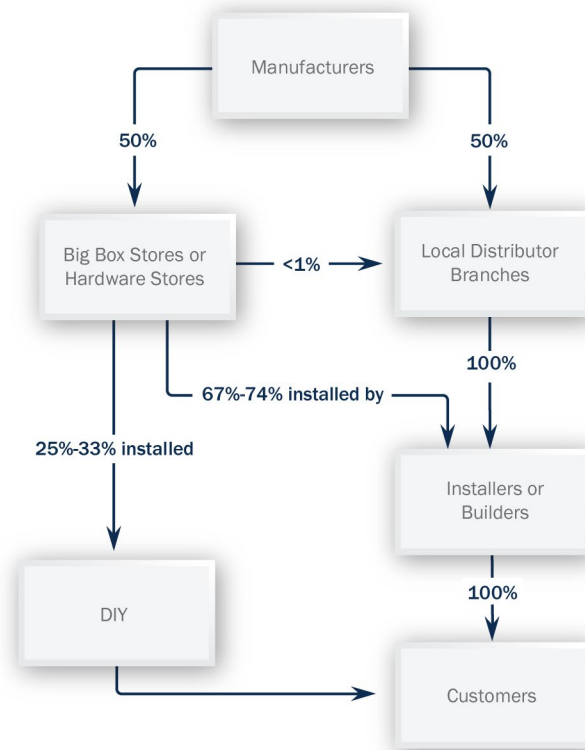 Manufacturers
50%
50%
Big Box Stores or
Hardware Stores
<1%
Local Distributor
Branches
100%
67%-74% installed by
25%-33% installed
Installers or
Builders
100%
DIY
Customers